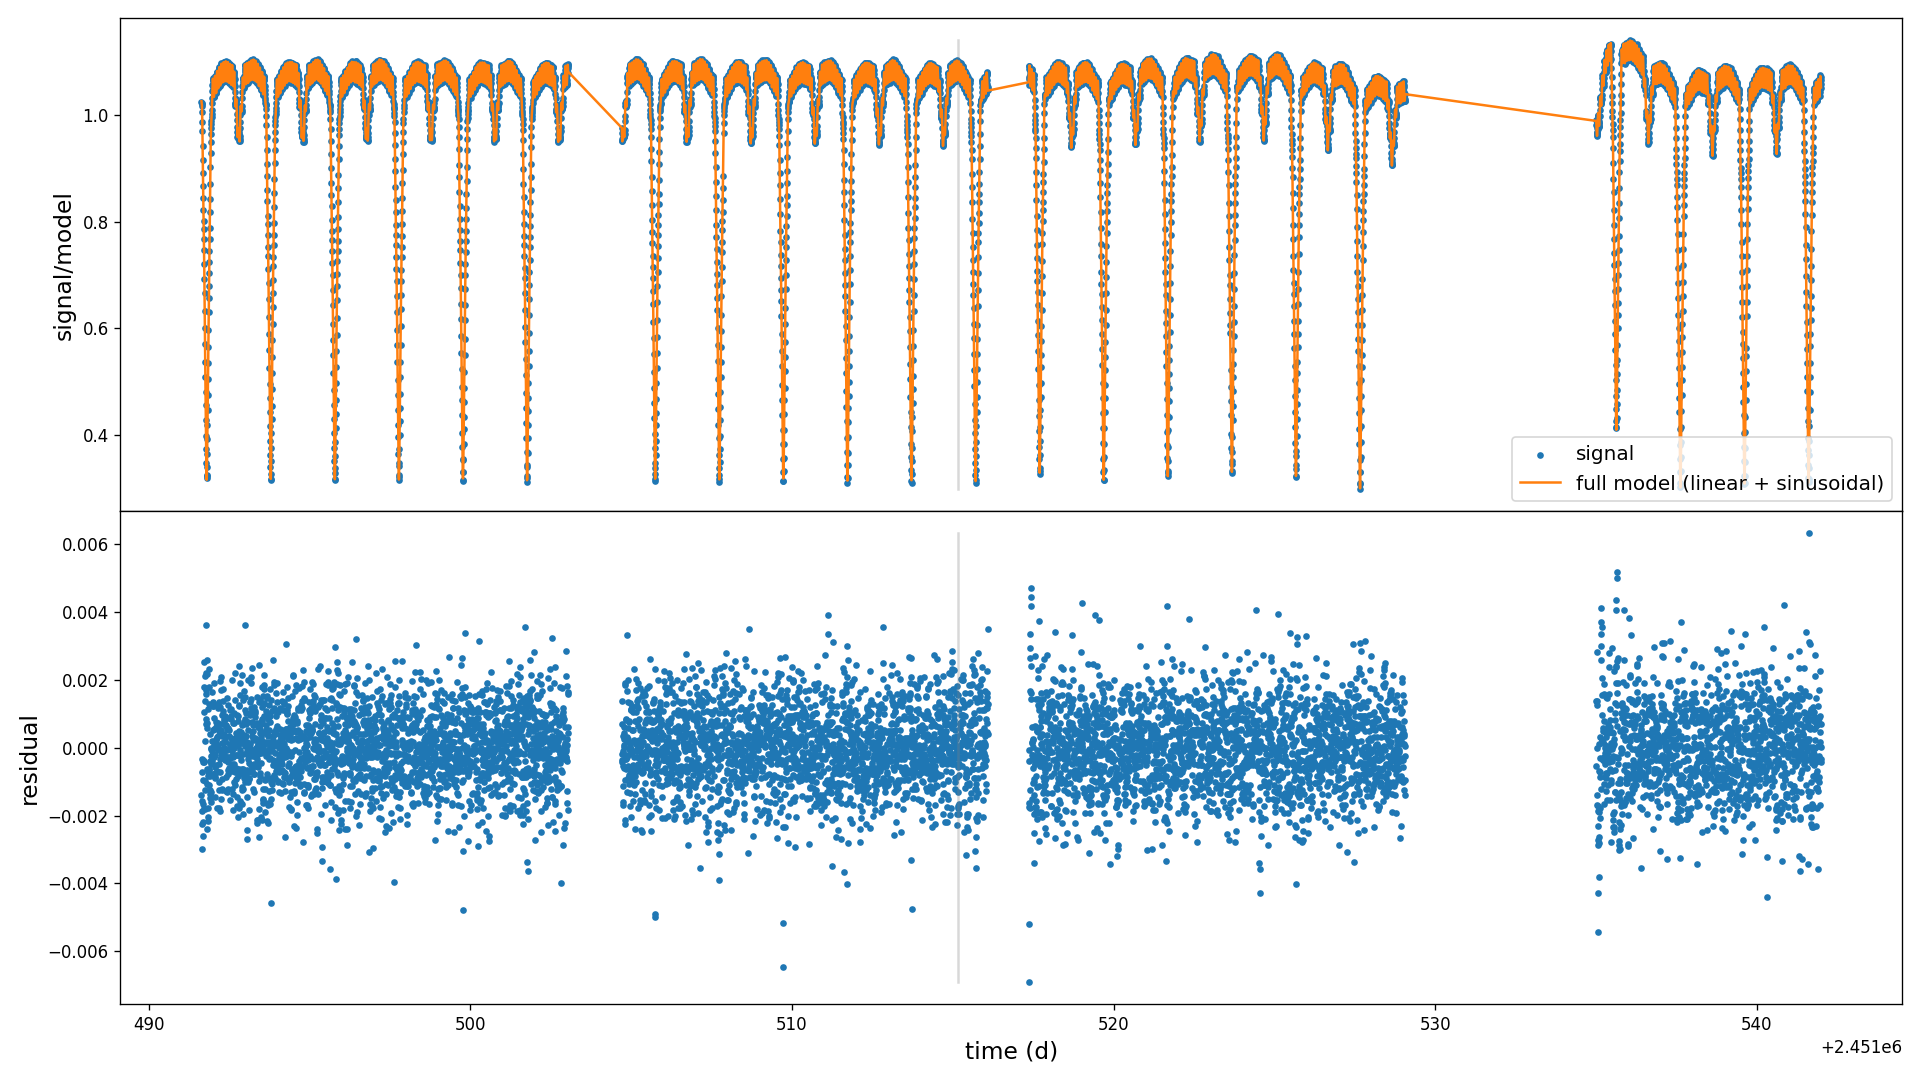 signal/model
1.0
0.8
0.6
0.4
signal
full model (linear + sinusoidal)
residual
0.006
0.004
0.002
0.000
−0.002
−0.004
−0.006
490
500
510
520
530
540
time (d)
+2.451e6